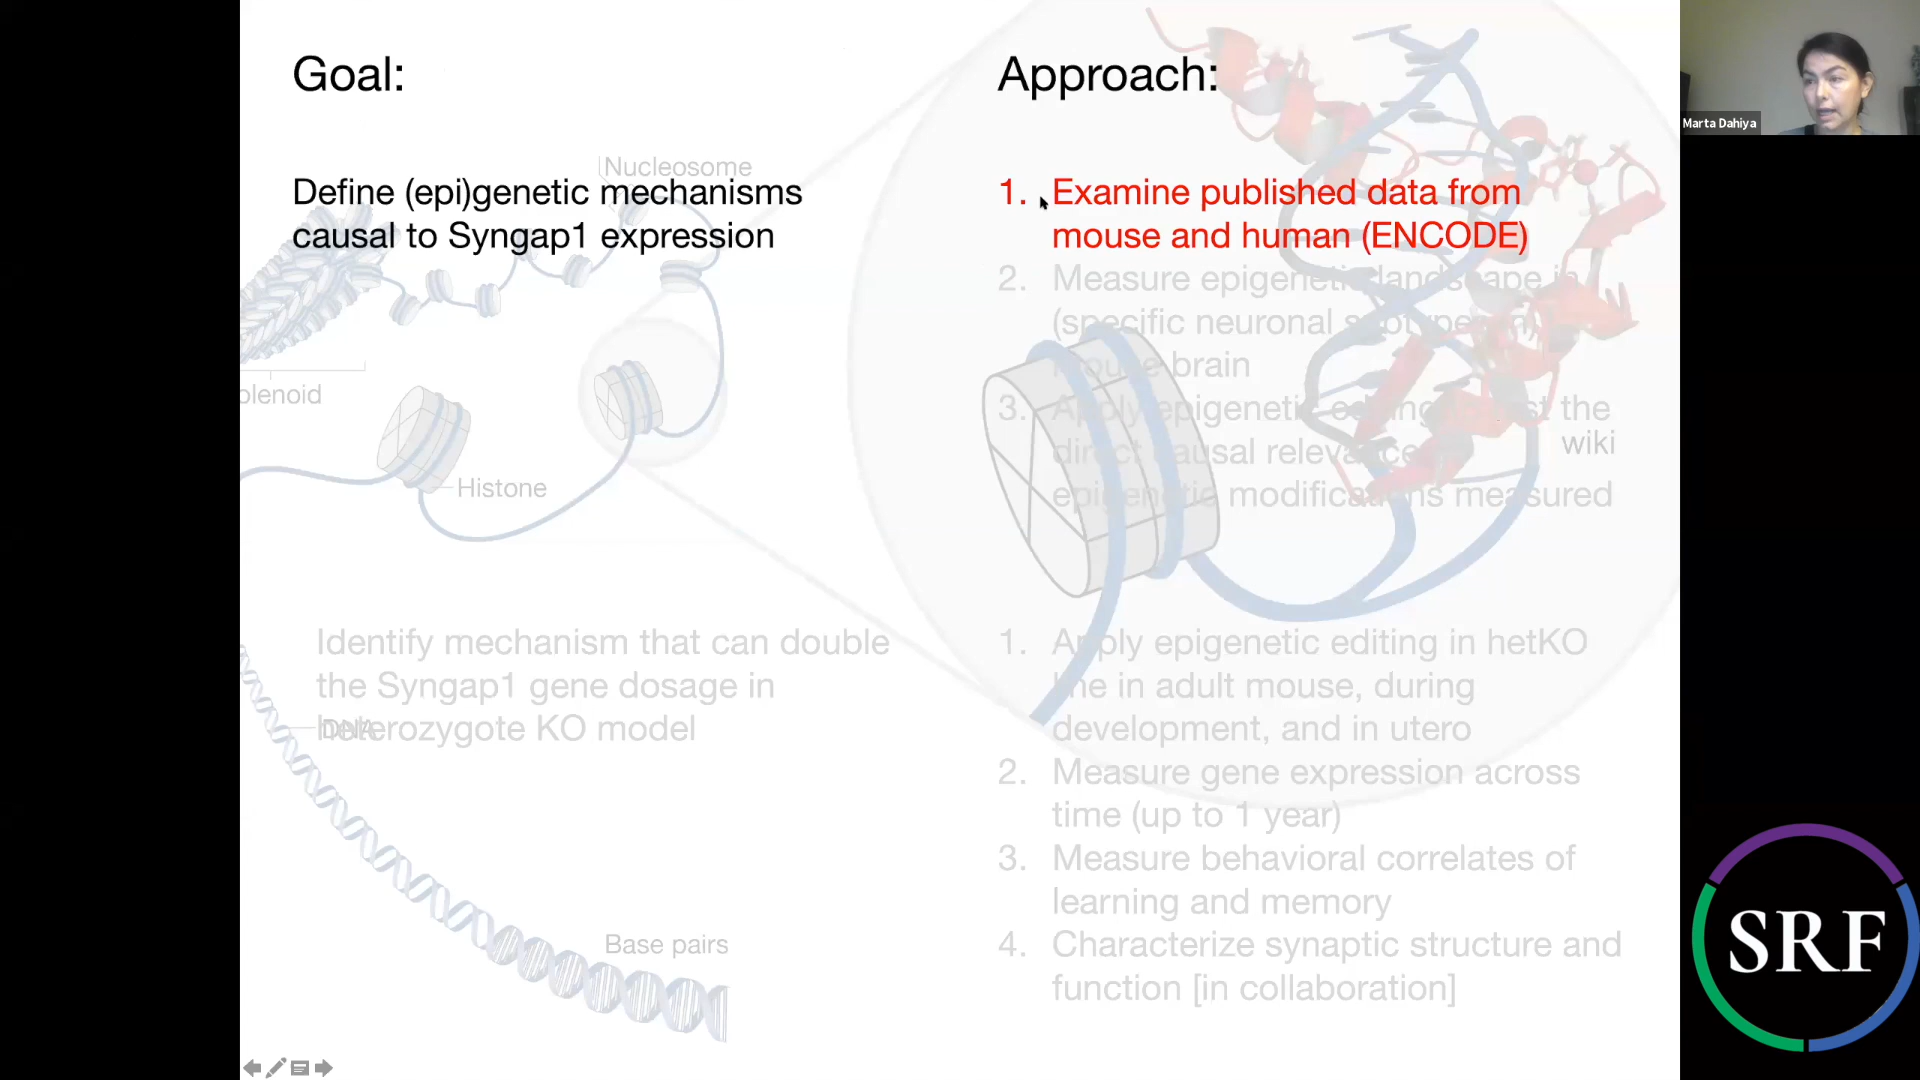 Goal:
Approach:
Marta Dahiya
Nucleosome
Define (epi)genetic mechanisms
causal to Syngap1 expression
1. Examine published data from
mouse and human (ENCODE)
2. Measure epigenetic landscape in
(specific neuronal subtypes in)
mouse brain
3. Apply epigenetic editing to test the
direct causal relevance
epigenetic modifications measured
wiki
olenoid
Histone
Identify mechanism that can double
the Syngap1 gene dosage in
heterozygote KO model
DNA
Base pairs
1. Apply epigenetic editing in hetKO
line in adult mouse, during
development, and in utero
2. Measure gene expression across
time (up to 1 year)
3. Measure behavioral correlates of
learning and memory
4. Characterize synaptic structure and
function [in collaboration]
SRF